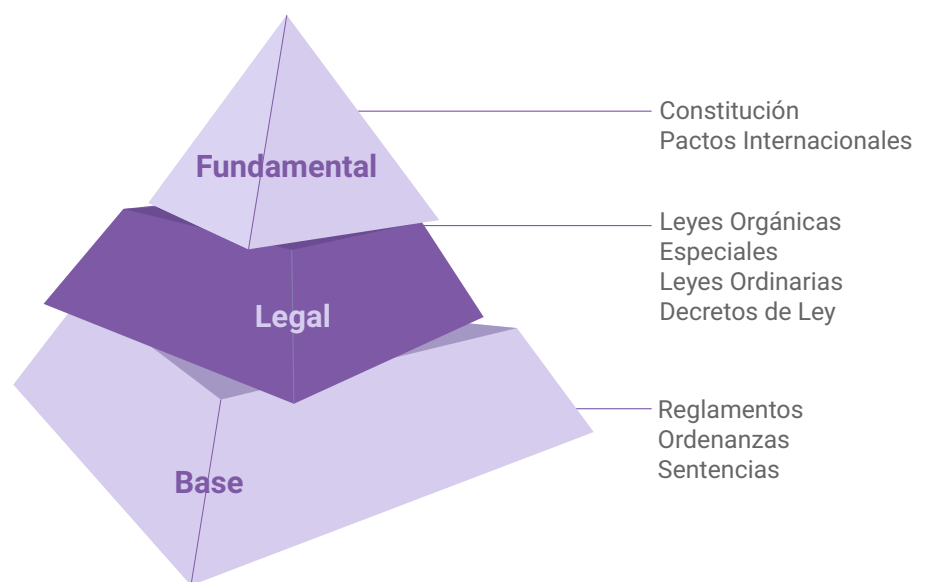 Fundamental
Constitución
Pactos Internacionales
Legal
Leyes Orgánicas
Especiales
Leyes Ordinarias
Decretos de Ley
Base
Reglamentos
Ordenanzas
Sentencias